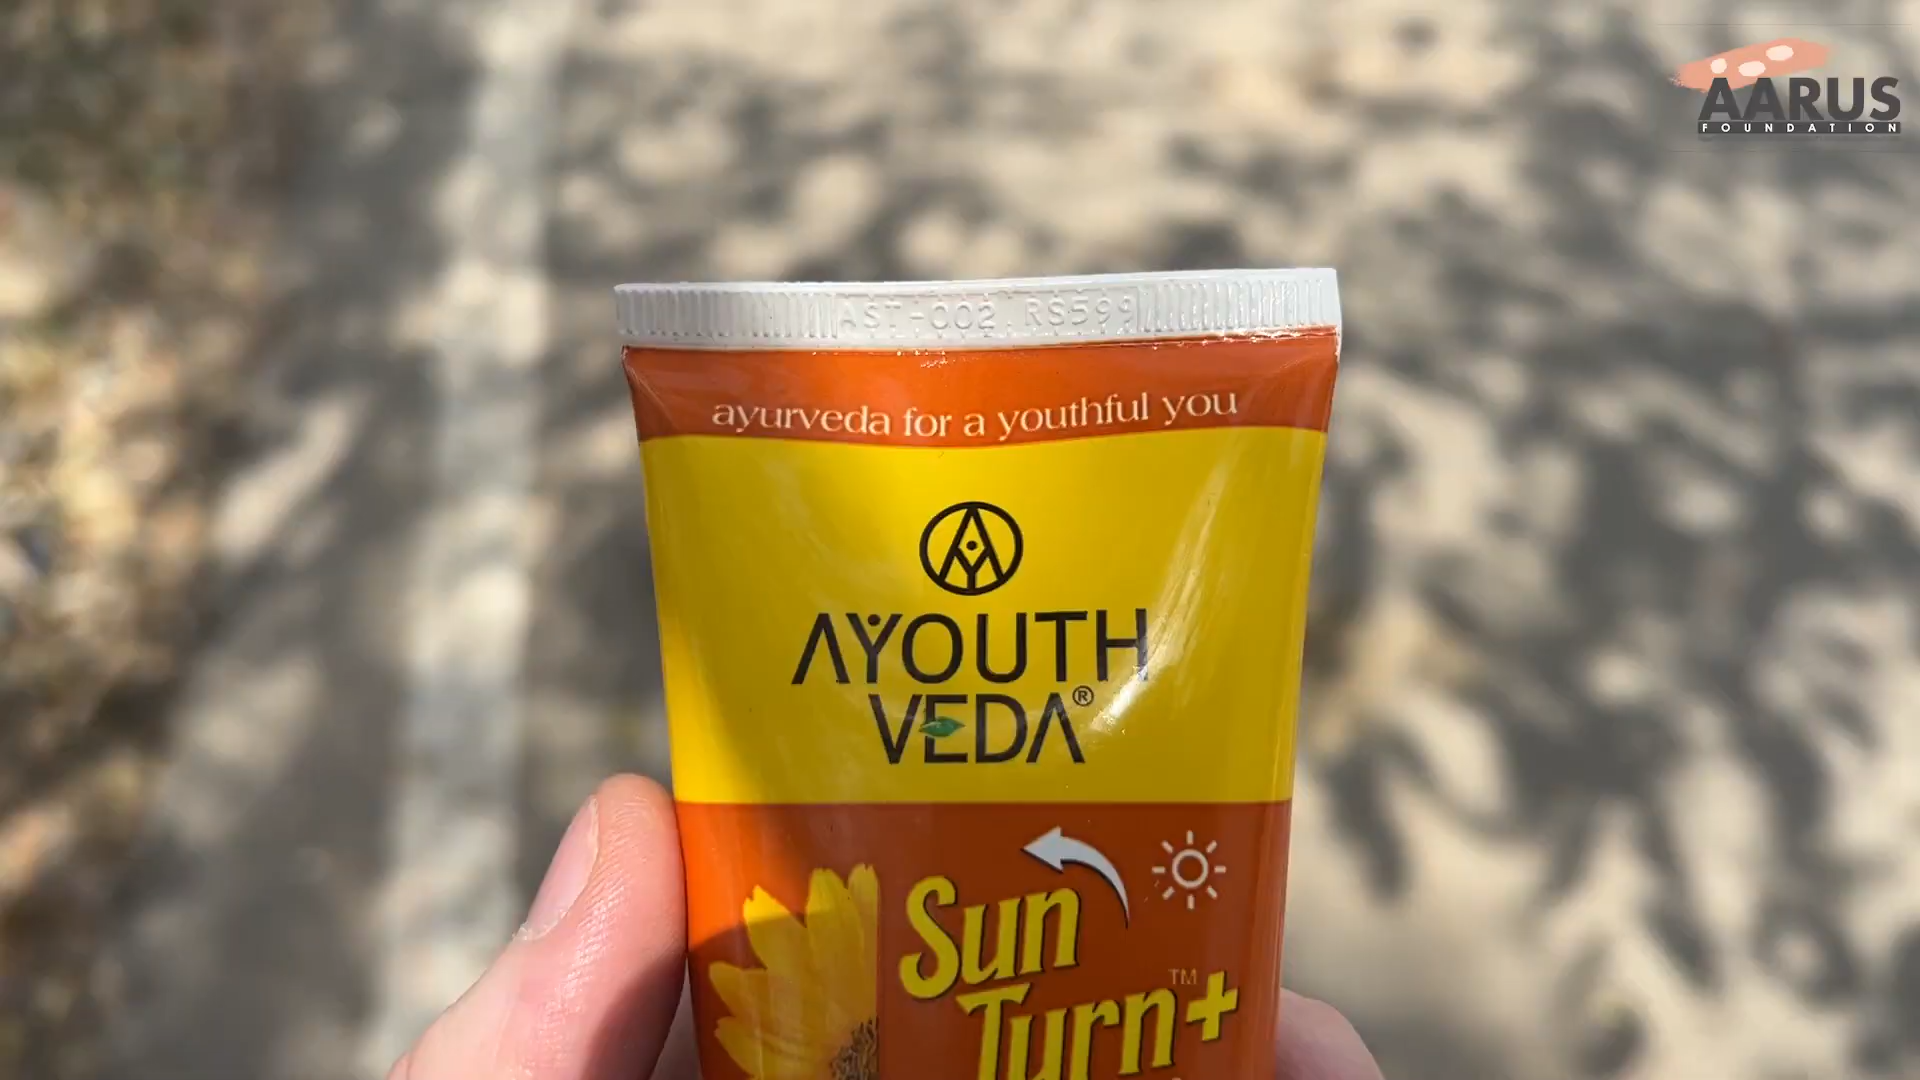 AARUS
FOUNDATION
AST-002 RS599
ayurveda for a youthful you
AYOUTH
VEDA®
Sun
Turn+™